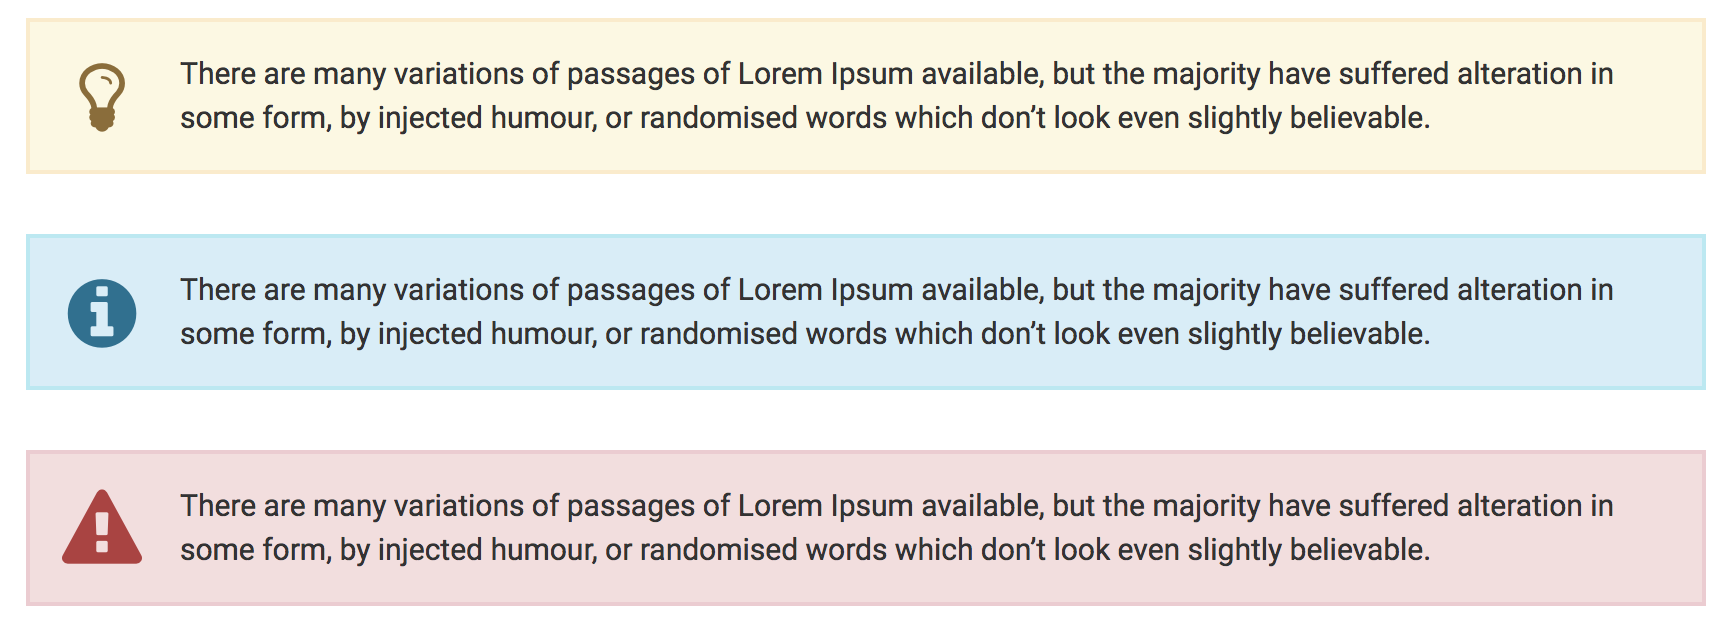 There are many variations of passages of Lorem Ipsum available, but the majority have suffered alteration in
some form, by injected humour, or randomised words which don’t look even slightly believable.
There are many variations of passages of Lorem Ipsum available, but the majority have suffered alteration in
some form, by injected humour, or randomised words which don’t look even slightly believable.
There are many variations of passages of Lorem Ipsum available, but the majority have suffered alteration in
some form, by injected humour, or randomised words which don’t look even slightly believable.